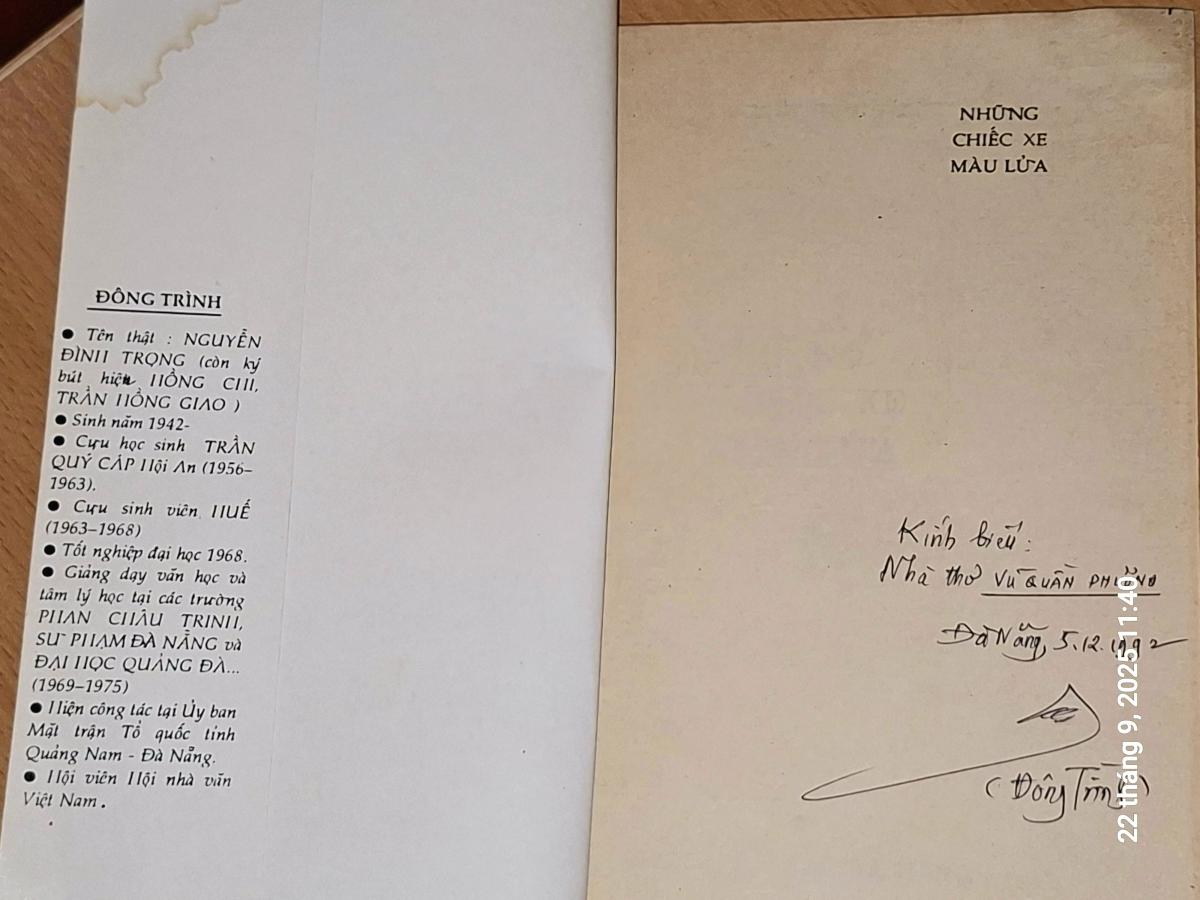 ĐÔNG TRÌNH
● Tên thật : NGUYỄN
ĐÌNH TRỌNG (còn ký
bút hiện HỒNG CHI,
TRẦN HỒNG GIAO )
● Sinh năm 1942-
● Cựu học sinh TRẦN
QUÝ CÁP Hội An (1956–
1963).
● Cựu sinh viên HUẾ
(1963–1968)
● Tốt nghiệp đại học 1968.
● Giảng dạy văn học và
tâm lý học tại các trường
PHAN CHÂU TRINH,
SƯ PHẠM ĐÀ NẴNG và
ĐẠI HỌC QUẢNG ĐÀ...
(1969–1975)
● Hiện công tác tại Ủy ban
Mặt trận Tổ quốc tỉnh
Quảng Nam - Đà Nẵng.
● Hội viên Hội nhà văn
Việt Nam.
NHỮNG
CHIẾC XE
MÀU LỬA
Kính biếu:
Nhà thơ VŨ QUẦN PHƯƠNG
Đà Nẵng, 5.12.1992
(Đông Trình)
22 tháng 9, 2025 11:40